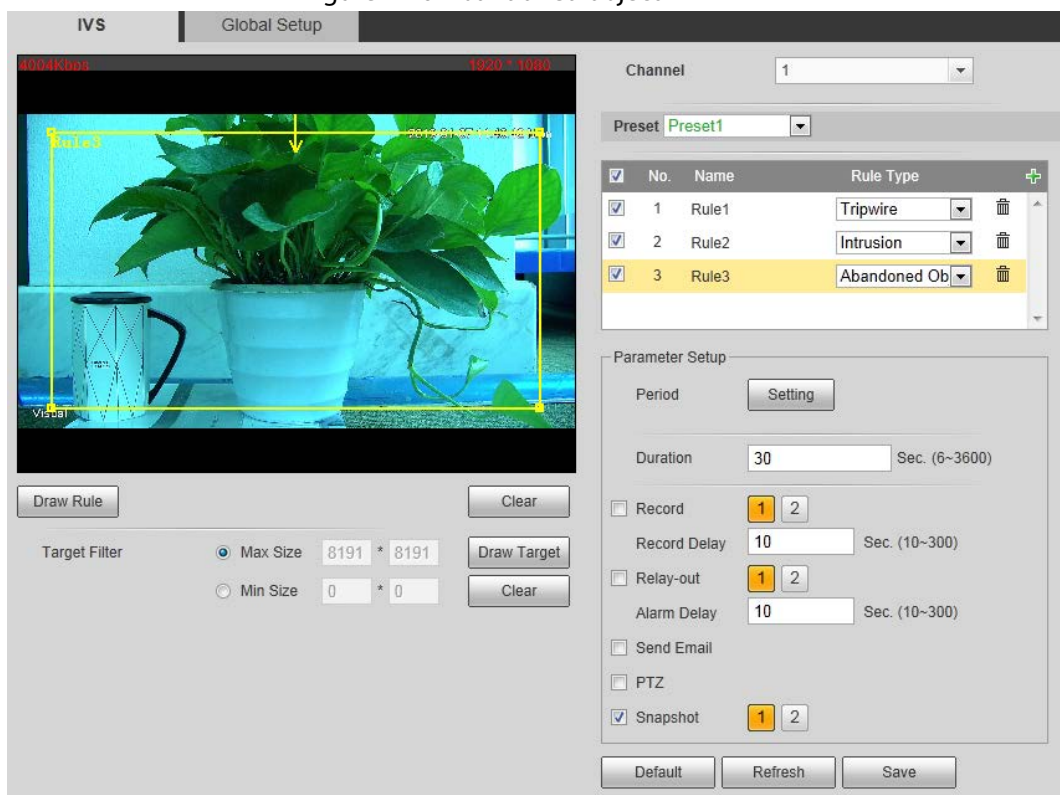 IVS Global Setup
4004Kbps 1920 * 1080
Rule3
Visual
Draw Rule Clear
Target Filter Max Size 8191 * 8191 Draw Target
Min Size 0 * 0 Clear
Channel 1
Preset Preset1
No. Name Rule Type
1 Rule1 Tripwire
2 Rule2 Intrusion
3 Rule3 Abandoned Ob
Parameter Setup
Period Setting
Duration 30 Sec. (6~3600)
Record 1 2
Record Delay 10 Sec. (10~300)
Relay-out 1 2
Alarm Delay 10 Sec. (10~300)
Send Email
PTZ
Snapshot 1 2
Default Refresh Save